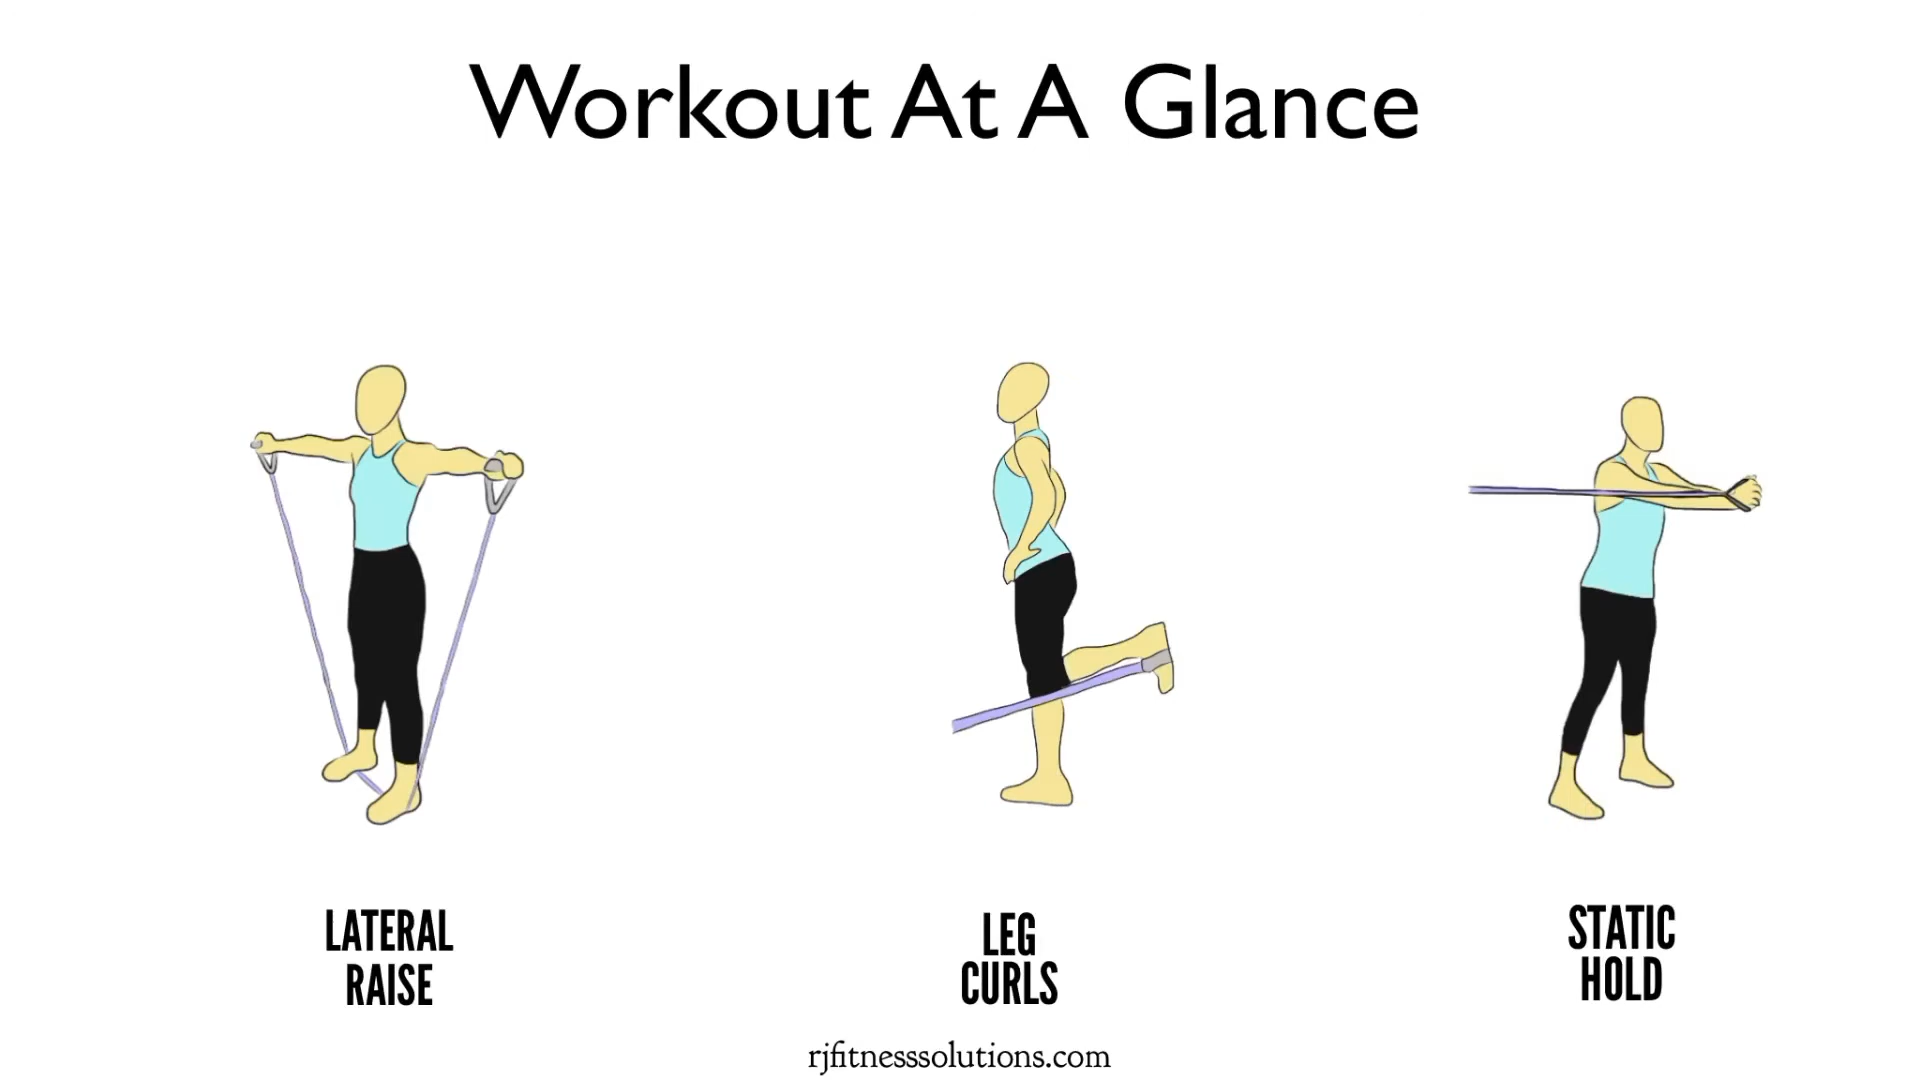 Workout At A Glance
LATERAL
RAISE
LEG
CURLS
STATIC
HOLD
rjfitnesssolutions.com